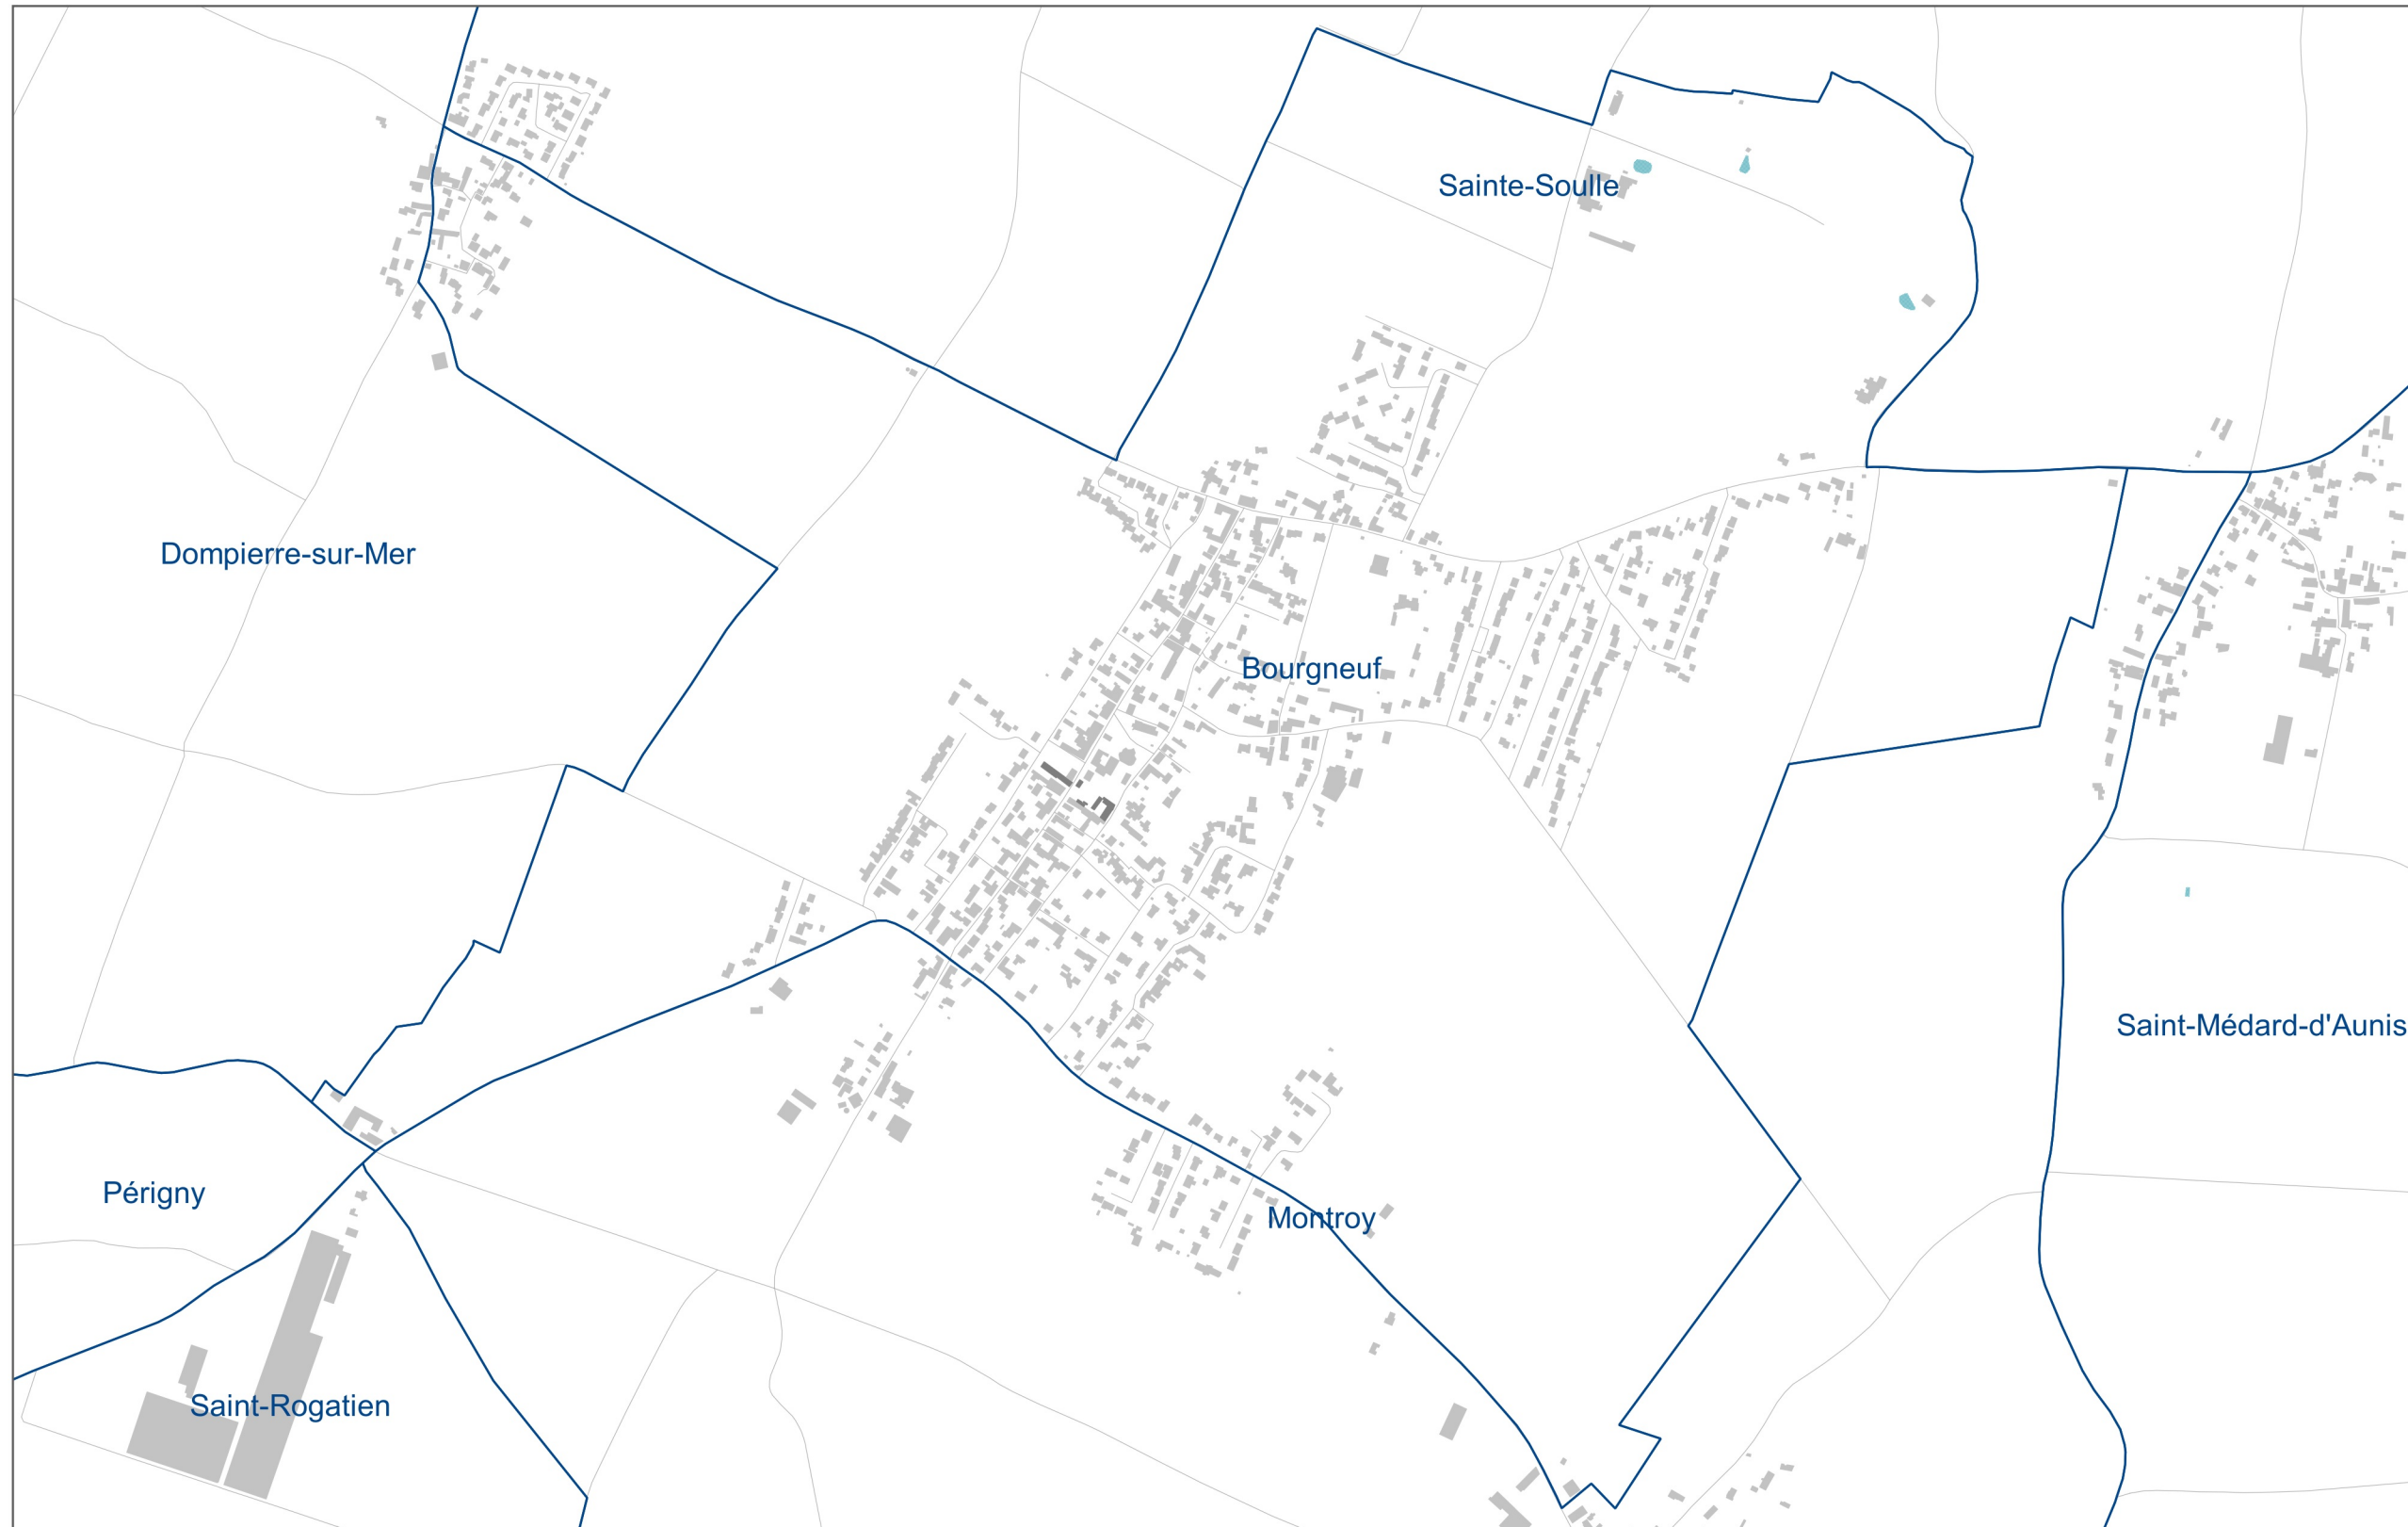 Sainte-Soulle
Dompierre-sur-Mer
Bourgneuf
Saint-Médard-d'Aunis
Périgny
Montroy
Saint-Rogatien